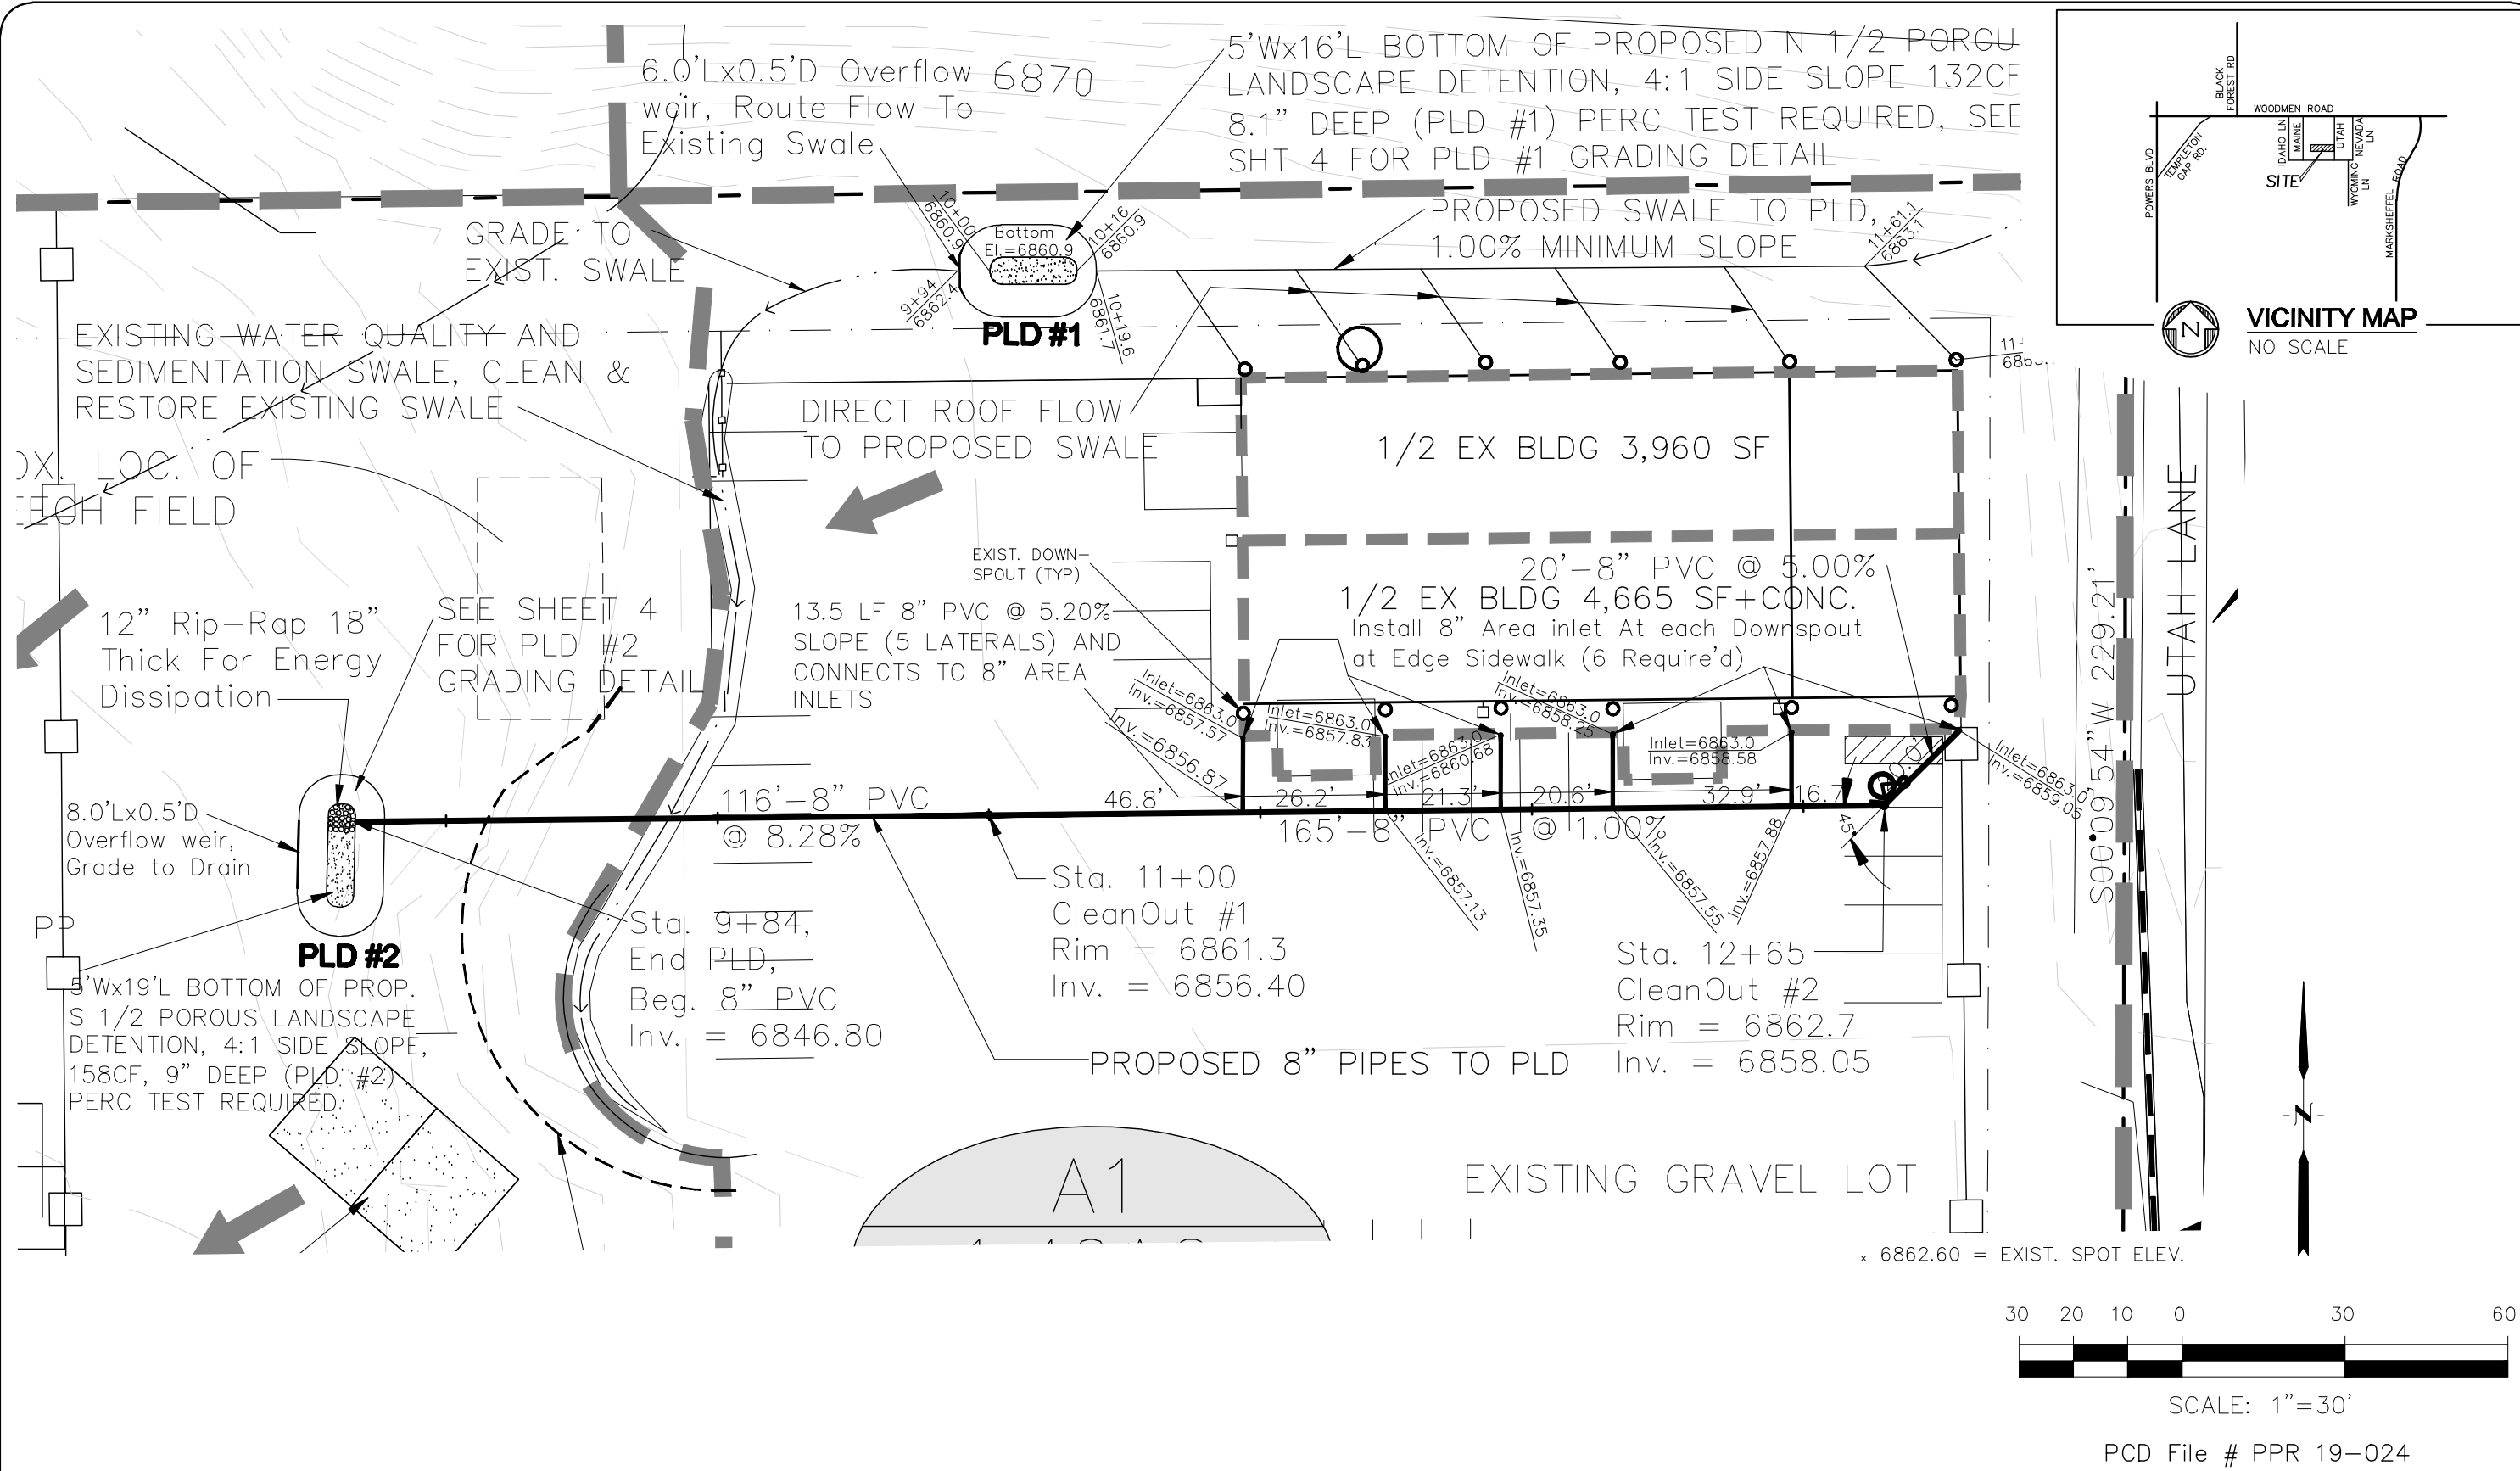 6.0'Lx0.5'D Overflow
weir, Route Flow To
Existing Swale
6870
5'Wx16'L BOTTOM OF PROPOSED N 1/2 POROU
LANDSCAPE DETENTION, 4:1 SIDE SLOPE 132CF
8.1" DEEP (PLD #1) PERC TEST REQUIRED, SEE
SHT 4 FOR PLD #1 GRADING DETAIL
BLACK
FOREST RD
WOODMEN ROAD
POWERS BLVD
TEMPLETON
GAP RD.
IDAHO LN
MAINE
UTAH
NEVADA
LN
WYOMING
LN
MARKSHEFFEL ROAD
SITE
N
VICINITY MAP
NO SCALE
GRADE TO
EXIST. SWALE
10+00
6860.9
Bottom
El.=6860.9
10+16
6860.9
9+94
6862.4
10+19.6
6861.7
PLD #1
PROPOSED SWALE TO PLD,
1.00% MINIMUM SLOPE
11+61.1
6863.1
EXISTING WATER QUALITY AND
SEDIMENTATION SWALE, CLEAN &
RESTORE EXISTING SWALE
DIRECT ROOF FLOW
TO PROPOSED SWALE
1/2 EX BLDG 3,960 SF
OX. LOC. OF
EECH FIELD
EXIST. DOWN-
SPOUT (TYP)
20'-8" PVC @ 5.00%
1/2 EX BLDG 4,665 SF+CONC.
Install 8" Area inlet At each Downspout
at Edge Sidewalk (6 Require'd)
12" Rip-Rap 18"
Thick For Energy
Dissipation
SEE SHEET 4
FOR PLD #2
GRADING DETAIL
13.5 LF 8" PVC @ 5.20%
SLOPE (5 LATERALS) AND
CONNECTS TO 8" AREA
INLETS
Inlet=6863.0
Inv.=6857.57
Inv.=6856.87
Inlet=6863.0
Inv.=6857.83
Inlet=6863.0
Inv.=6860.68
Inlet=6863.0
Inv.=6858.25
Inlet=6863.0
Inv.=6858.58
Inlet=6863.0
Inv.=6859.05
S00°09'54"W 229.21'
UTAH LANE
8.0'Lx0.5'D
Overflow weir,
Grade to Drain
116'-8" PVC
@ 8.28%
46.8'
26.2'
21.3'
20.6'
32.9'
16.7'
165'-8" PVC @ 1.00%
45°
Inv.=6857.13
Inv.=6857.35
Inv.=6857.55
Inv.=6857.88
PP
PLD #2
Sta. 9+84,
End PLD,
Beg. 8" PVC
Inv. = 6846.80
Sta. 11+00
CleanOut #1
Rim = 6861.3
Inv. = 6856.40
Sta. 12+65
CleanOut #2
Rim = 6862.7
Inv. = 6858.05
5'Wx19'L BOTTOM OF PROP.
S 1/2 POROUS LANDSCAPE
DETENTION, 4:1 SIDE SLOPE,
158CF, 9" DEEP (PLD #2)
PERC TEST REQUIRED
PROPOSED 8" PIPES TO PLD
A1
EXISTING GRAVEL LOT
N
x 6862.60 = EXIST. SPOT ELEV.
30 20 10 0 30 60
SCALE: 1"=30'
PCD File # PPR 19-024